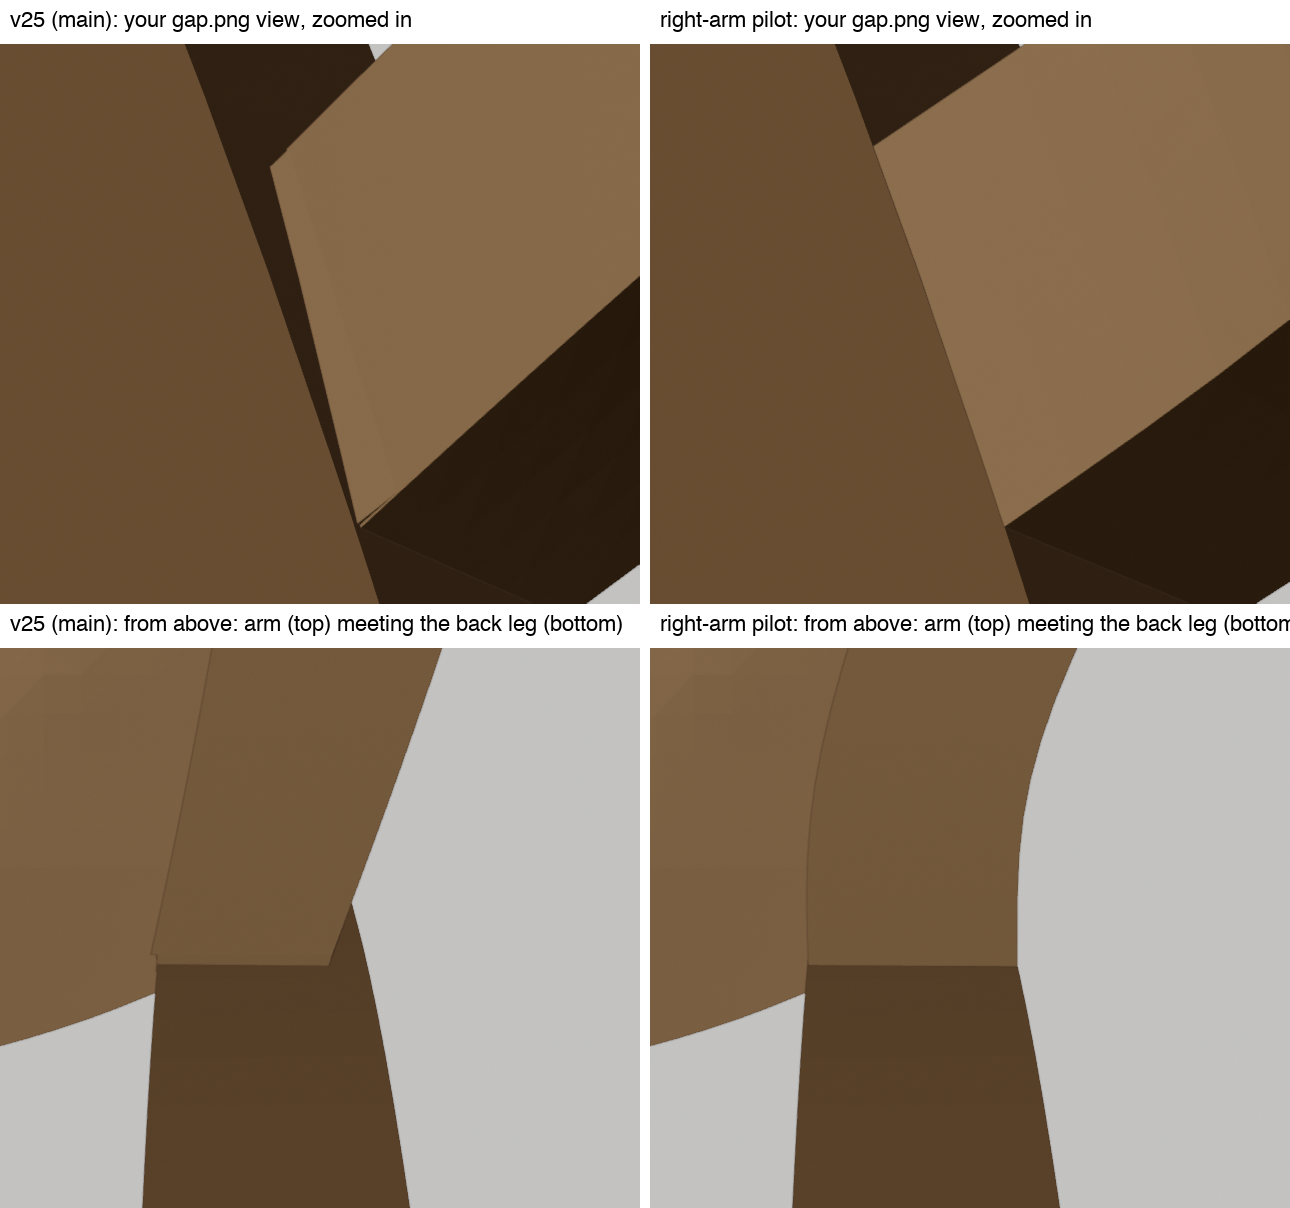 v25 (main): your gap.png view, zoomed in
right-arm pilot: your gap.png view, zoomed in
v25 (main): from above: arm (top) meeting the back leg (bottom)
right-arm pilot: from above: arm (top) meeting the back leg (bottom